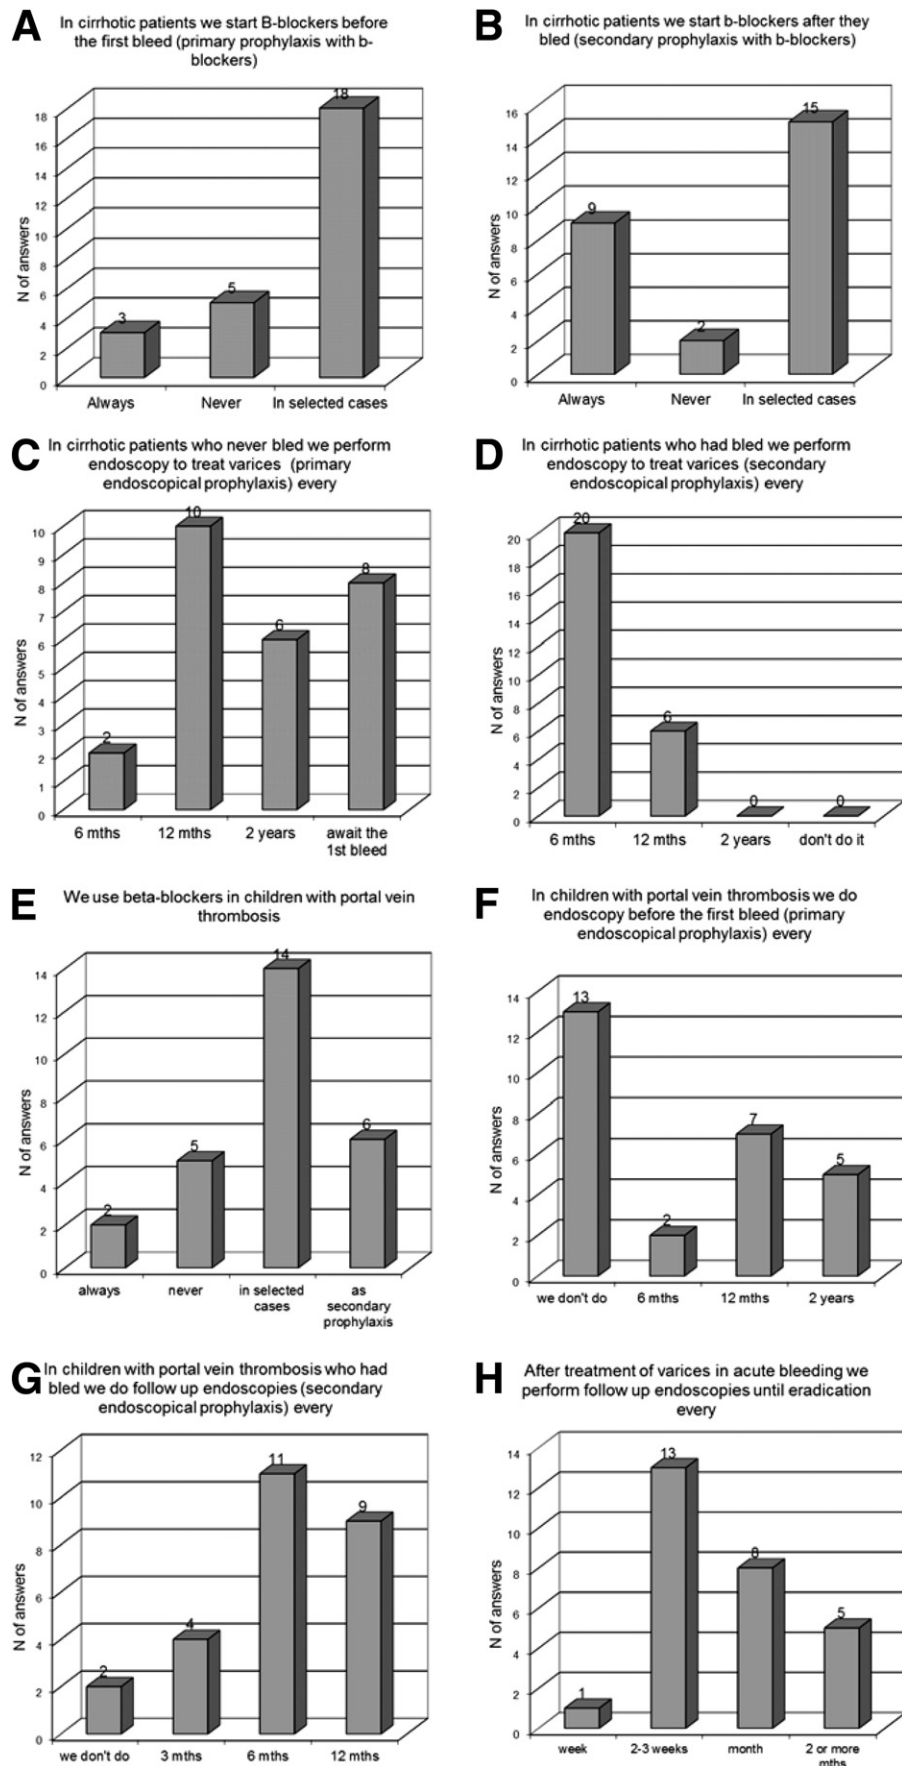 A
In cirrhotic patients we start B-blockers before
the first bleed (primary prophylaxis with b-
blockers)
N of answers
18
16
14
12
10
8
6
4
2
0
3
5
18
Always
Never
In selected cases
B
In cirrhotic patients we start b-blockers after they
bled (secondary prophylaxis with b-blockers)
N of answers
16
14
12
10
8
6
4
2
0
9
2
15
Always
Never
In selected cases
C
In cirrhotic patients who never bled we perform
endoscopy to treat varices (primary
endoscopical prophylaxis) every
N of answers
10
9
8
7
6
5
4
3
2
1
0
2
10
6
8
6 mths
12 mths
2 years
await the
1st bleed
D
In cirrhotic patients who had bled we perform
endoscopy to treat varices (secondary
endoscopical prophylaxis) every
N of answers
20
18
16
14
12
10
8
6
4
2
0
20
6
0
0
6 mths
12 mths
2 years
don't do it
E
We use beta-blockers in children with portal vein
thrombosis
N of answers
14
12
10
8
6
4
2
0
2
5
14
6
always
never
in selected
cases
as
secondary
prophylaxis
F
In children with portal vein thrombosis we do
endoscopy before the first bleed (primary
endoscopical prophylaxis) every
N of answers
14
12
10
8
6
4
2
0
13
2
7
5
we don't do
6 mths
12 mths
2 years
G
In children with portal vein thrombosis who had
bled we do follow up endoscopies (secondary
endoscopical prophylaxis) every
N of answers
12
10
8
6
4
2
0
2
4
11
9
we don't do
3 mths
6 mths
12 mths
H
After treatment of varices in acute bleeding we
perform follow up endoscopies until eradication
every
N of answers
14
12
10
8
6
4
2
0
1
13
8
5
week
2-3 weeks
month
2 or more
mths